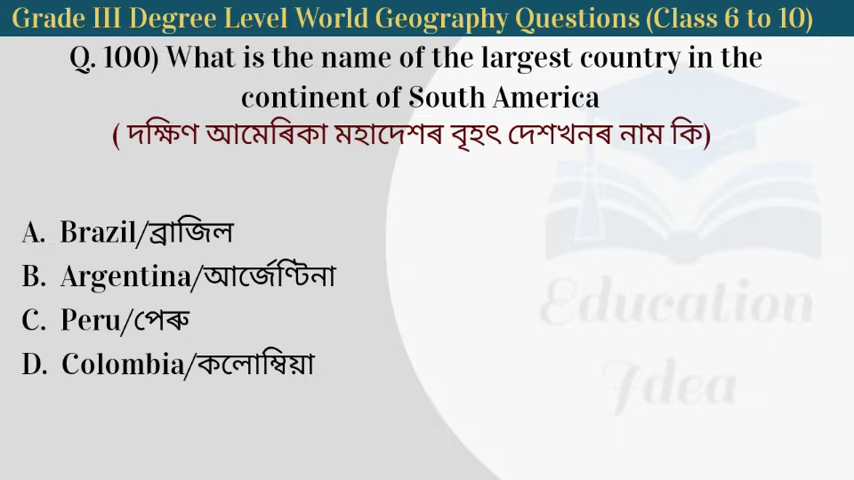 Grade III Degree Level World Geography Questions (Class 6 to 10)
Q. 100) What is the name of the largest country in the
continent of South America
( দক্ষিণ আমেৰিকা মহাদেশৰ বৃহৎ দেশখনৰ নাম কি)
A. Brazil/ব্ৰাজিল
B. Argentina/আৰ্জেণ্টিনা
C. Peru/পেৰু
D. Colombia/কলোম্বিয়া
Education
Idea